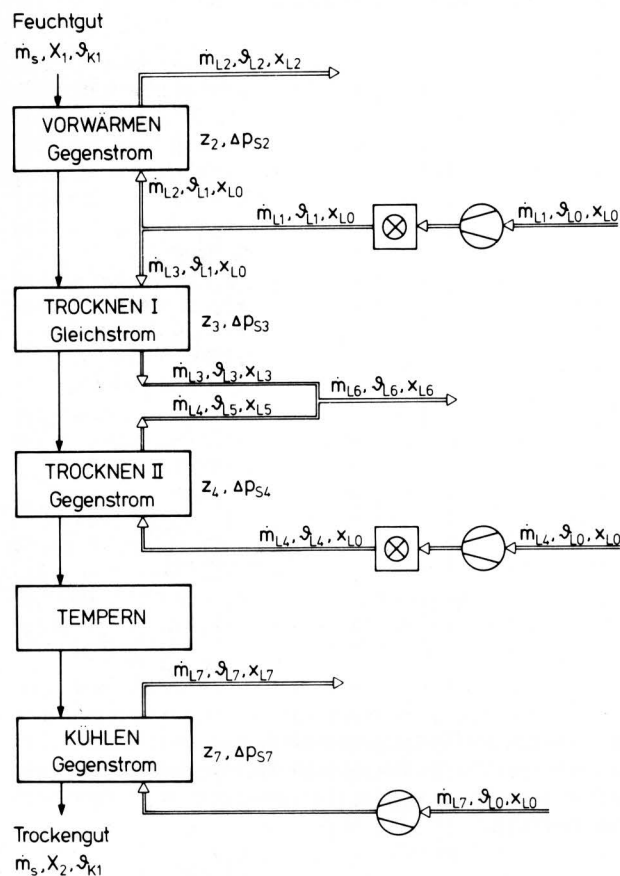 Feuchtgut
ṁs, X1, ϑK1
ṁL2, ϑL2, xL2
VORWÄRMEN
Gegenstrom
z2, ΔpS2
ṁL2, ϑL1, xL0
ṁL1, ϑL1, xL0
ṁL1, ϑL0, xL0
ṁL3, ϑL1, xL0
TROCKNEN I
Gleichstrom
z3, ΔpS3
ṁL3, ϑL3, xL3
ṁL6, ϑL6, xL6
ṁL4, ϑL5, xL5
TROCKNEN II
Gegenstrom
z4, ΔpS4
ṁL4, ϑL4, xL0
ṁL4, ϑL0, xL0
TEMPERN
ṁL7, ϑL7, xL7
KÜHLEN
Gegenstrom
z7, ΔpS7
ṁL7, ϑL0, xL0
Trockengut
ṁs, X2, ϑK1